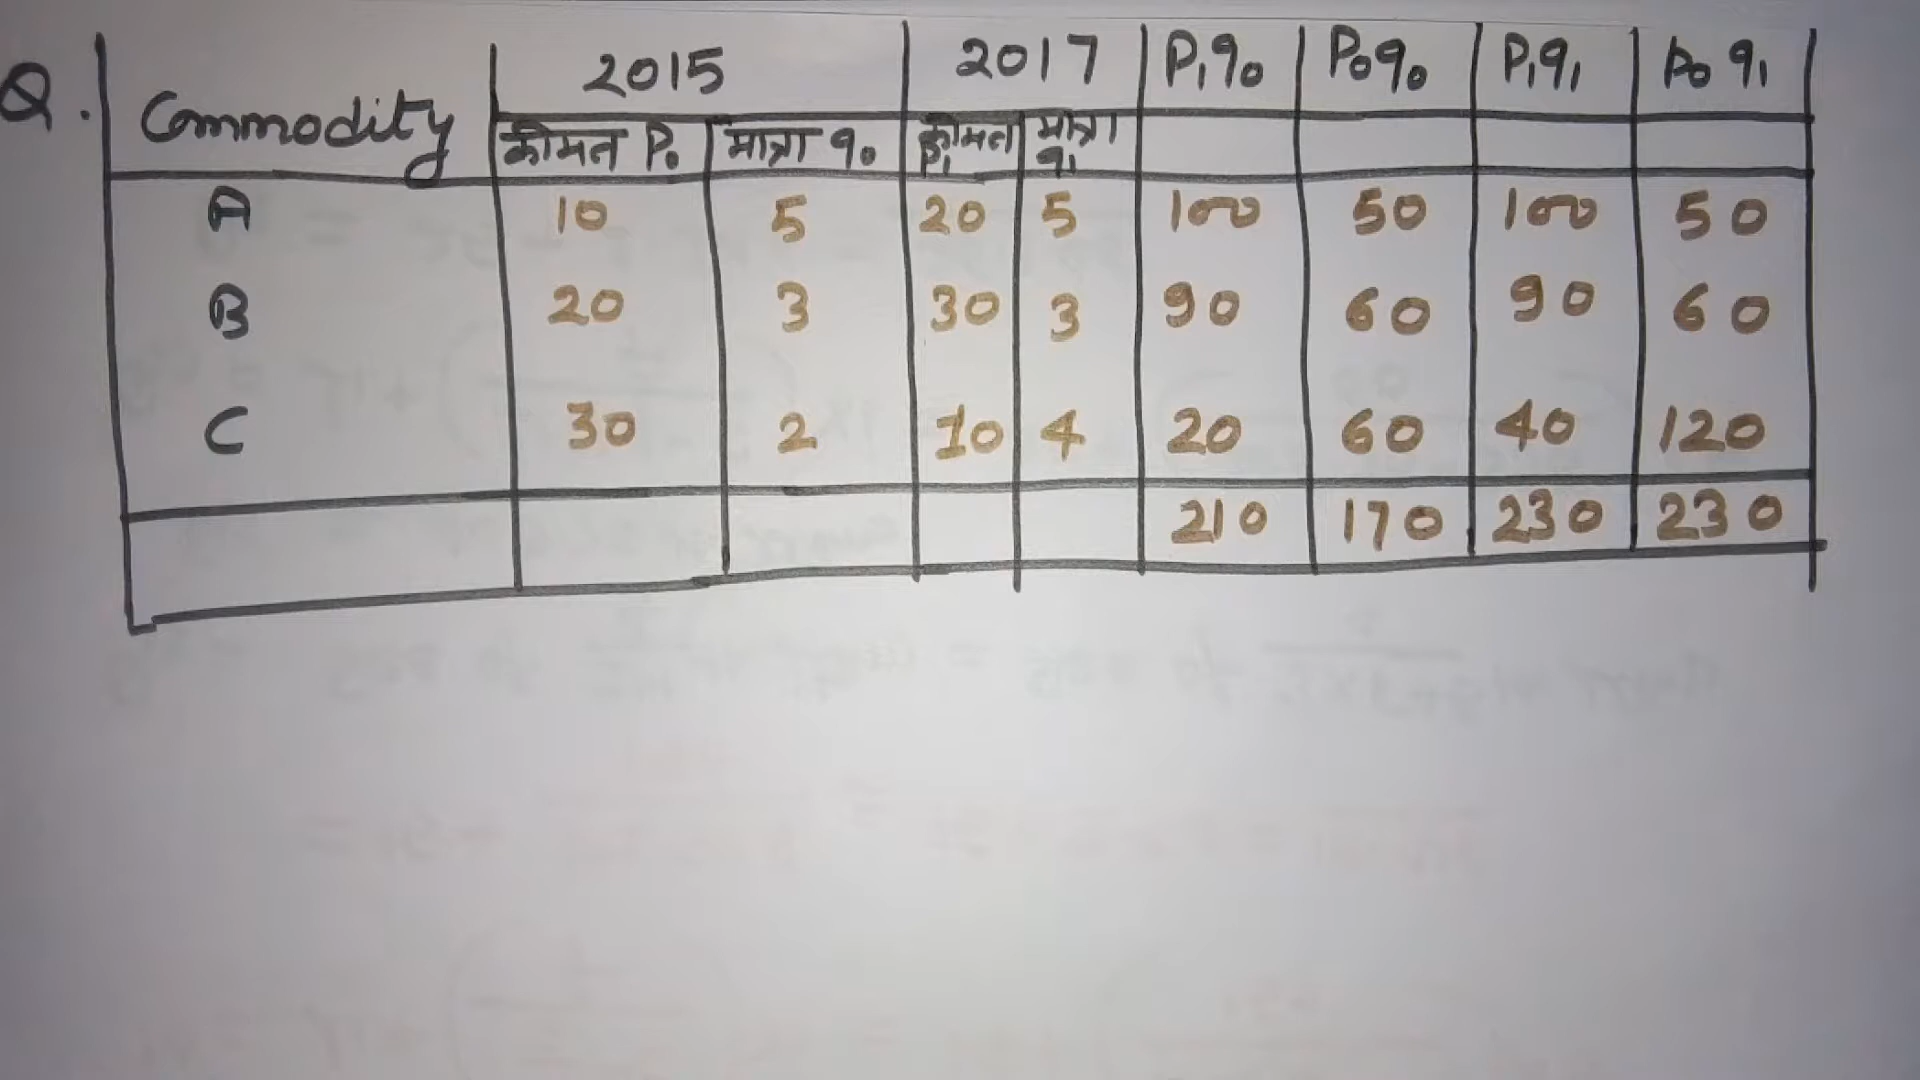 Q. Commodity 2015 2017 P₁q₀ P₀q₀ P₁q₁ P₀q₁
कीमत P₀ मात्रा q₀ कीमत P₁ मात्रा q₁
A 10 5 20 5 100 50 100 50
B 20 3 30 3 90 60 90 60
C 30 2 10 4 20 60 40 120
210 170 230 230